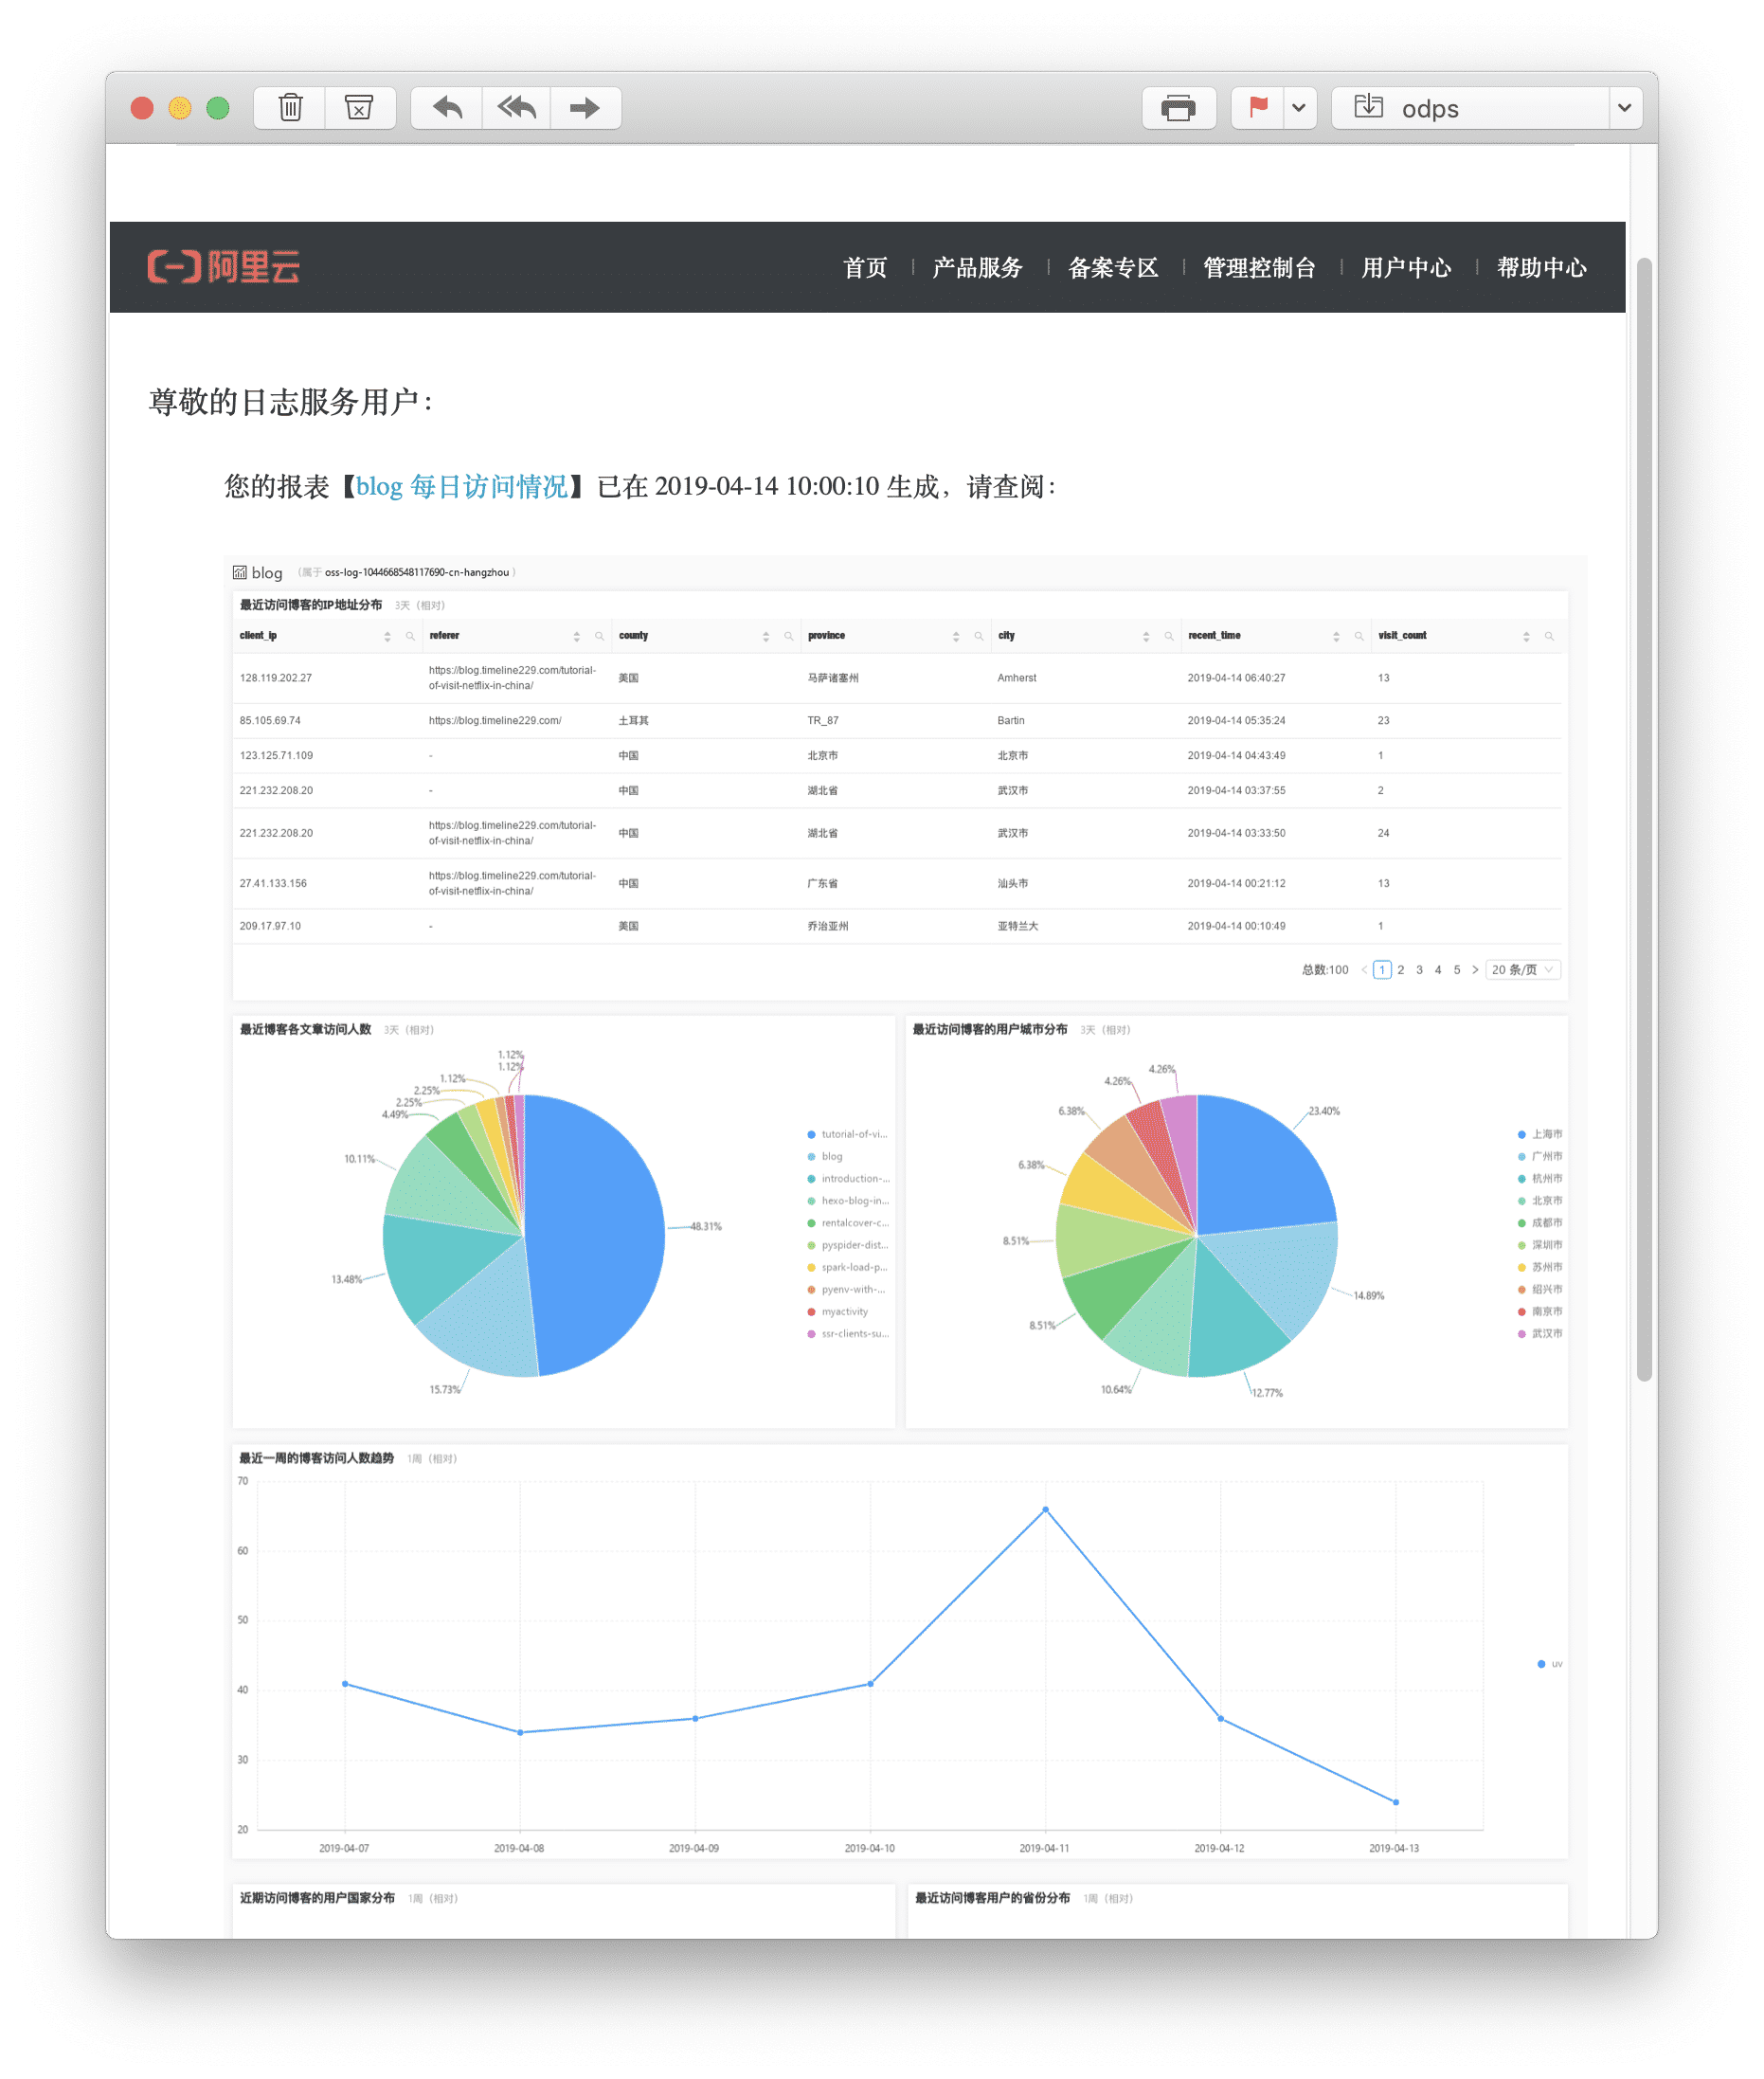 odps
阿里云
首页 | 产品服务 | 备案专区 | 管理控制台 | 用户中心 | 帮助中心
尊敬的日志服务用户：
您的报表【blog 每日访问情况】已在 2019-04-14 10:00:10 生成，请查阅：
blog （属于 oss-log-1044668548117690-cn-hangzhou ）
最近访问博客的IP地址分布 3天（相对）
client_ip referer county province city recent_time visit_count
128.119.202.27 https://blog.timeline229.com/tutorial-of-visit-netflix-in-china/ 美国 马萨诸塞州 Amherst 2019-04-14 06:40:27 13
85.105.69.74 https://blog.timeline229.com/ 土耳其 TR_87 Bartin 2019-04-14 05:35:24 23
123.125.71.109 - 中国 北京市 北京市 2019-04-14 04:43:49 1
221.232.208.20 - 中国 湖北省 武汉市 2019-04-14 03:37:55 2
221.232.208.20 https://blog.timeline229.com/tutorial-of-visit-netflix-in-china/ 中国 湖北省 武汉市 2019-04-14 03:33:50 24
27.41.133.156 https://blog.timeline229.com/tutorial-of-visit-netflix-in-china/ 中国 广东省 汕头市 2019-04-14 00:21:12 13
209.17.97.10 - 美国 乔治亚州 亚特兰大 2019-04-14 00:10:49 1
总数:100 < 1 2 3 4 5 > 20 条/页
最近博客各文章访问人数 3天（相对）
1.12%
1.12%
1.12%
2.25%
2.25%
4.49%
10.11%
13.48%
15.73%
48.31%
tutorial-of-vi...
blog
introduction-...
hexo-blog-in...
rentalcover-c...
pyspider-dist...
spark-load-p...
pyenv-with-...
myactivity
ssr-clients-su...
最近访问博客的用户城市分布 3天（相对）
4.26%
4.26%
6.38%
6.38%
8.51%
8.51%
10.64%
12.77%
14.89%
23.40%
上海市
广州市
杭州市
北京市
成都市
深圳市
苏州市
绍兴市
南京市
武汉市
最近一周的博客访问人数趋势 1周（相对）
70
60
50
40
30
20
2019-04-07 2019-04-08 2019-04-09 2019-04-10 2019-04-11 2019-04-12 2019-04-13
uv
近期访问博客的用户国家分布 1周（相对）
最近访问博客用户的省份分布 1周（相对）